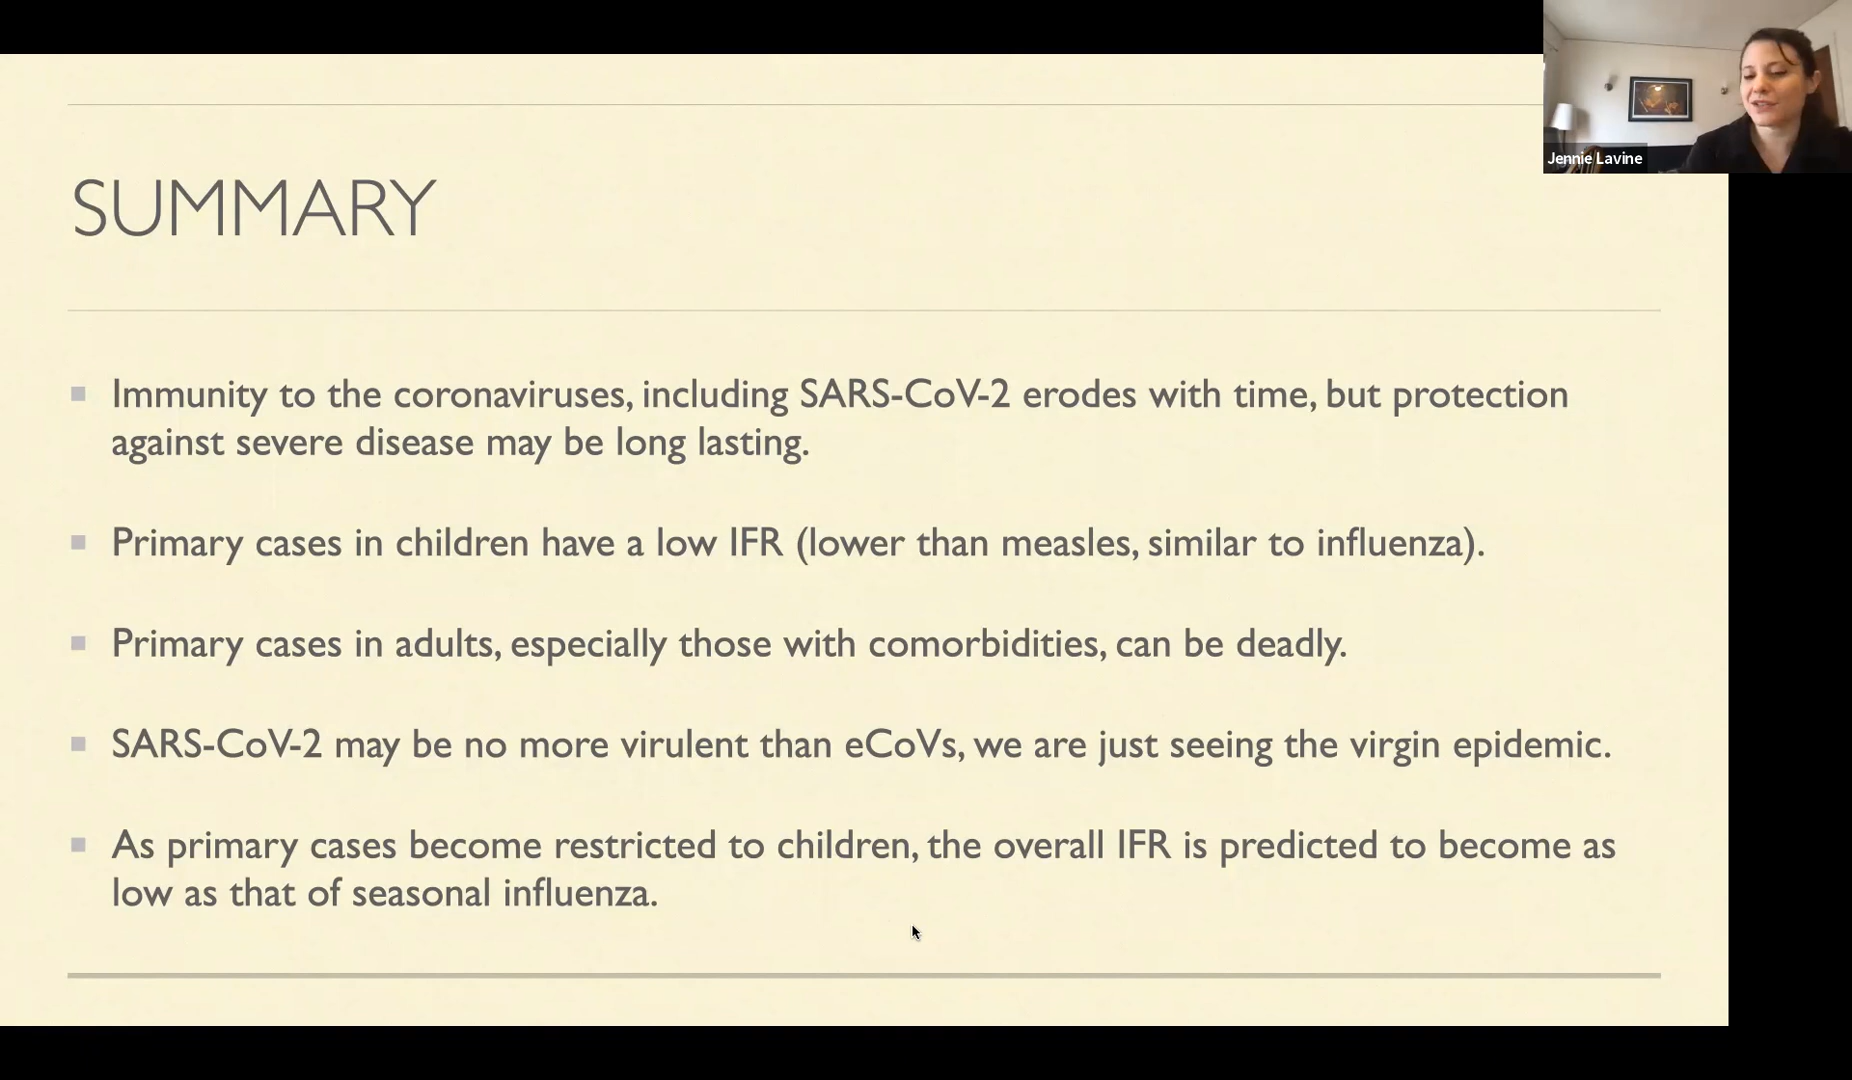 Jennie Lavine
SUMMARY
Immunity to the coronaviruses, including SARS-CoV-2 erodes with time, but protection
against severe disease may be long lasting.
Primary cases in children have a low IFR (lower than measles, similar to influenza).
Primary cases in adults, especially those with comorbidities, can be deadly.
SARS-CoV-2 may be no more virulent than eCoVs, we are just seeing the virgin epidemic.
As primary cases become restricted to children, the overall IFR is predicted to become as
low as that of seasonal influenza.